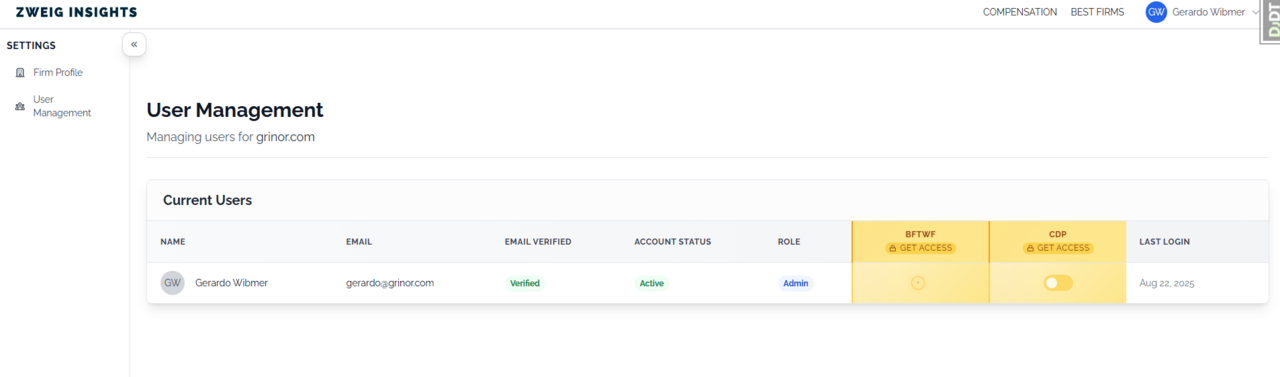 ZWEIG INSIGHTS
COMPENSATION BEST FIRMS GW Gerardo Wibmer
DJDT
SETTINGS
«
Firm Profile
User
Management
User Management
Managing users for grinor.com
Current Users
NAME EMAIL EMAIL VERIFIED ACCOUNT STATUS ROLE BFTWF CDP LAST LOGIN
GET ACCESS GET ACCESS
GW Gerardo Wibmer gerardo@grinor.com Verified Active Admin Aug 22, 2025